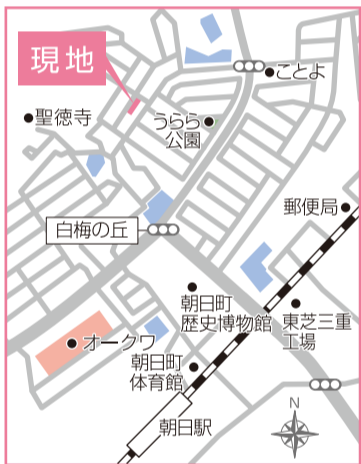 現地
ことよ
聖徳寺
うらら
公園
郵便局
白梅の丘
朝日町
歴史博物館
東芝三重
工場
オークワ
朝日町
体育館
朝日駅
N